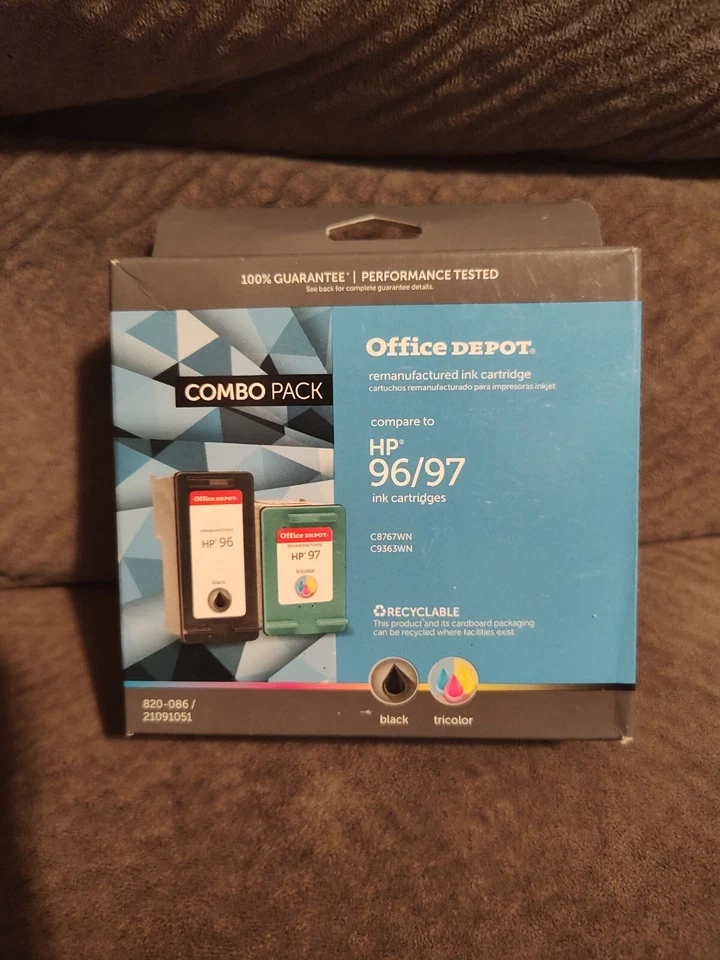 100% GUARANTEE* | PERFORMANCE TESTED
See back for complete guarantee details.
Office DEPOT®
remanufactured ink cartridge
cartuchos remanufacturado para impresoras inkjet
COMBO PACK
compare to
HP®
96/97
ink cartridges
C8767WN
C9363WN
Office DEPOT.
REMANUFACTURED
HP® 96
black
Office DEPOT.
REMANUFACTURED
HP® 97
tricolor
RECYCLABLE
This product and its cardboard packaging
can be recycled where facilities exist
820-086 /
21091051
black
tricolor